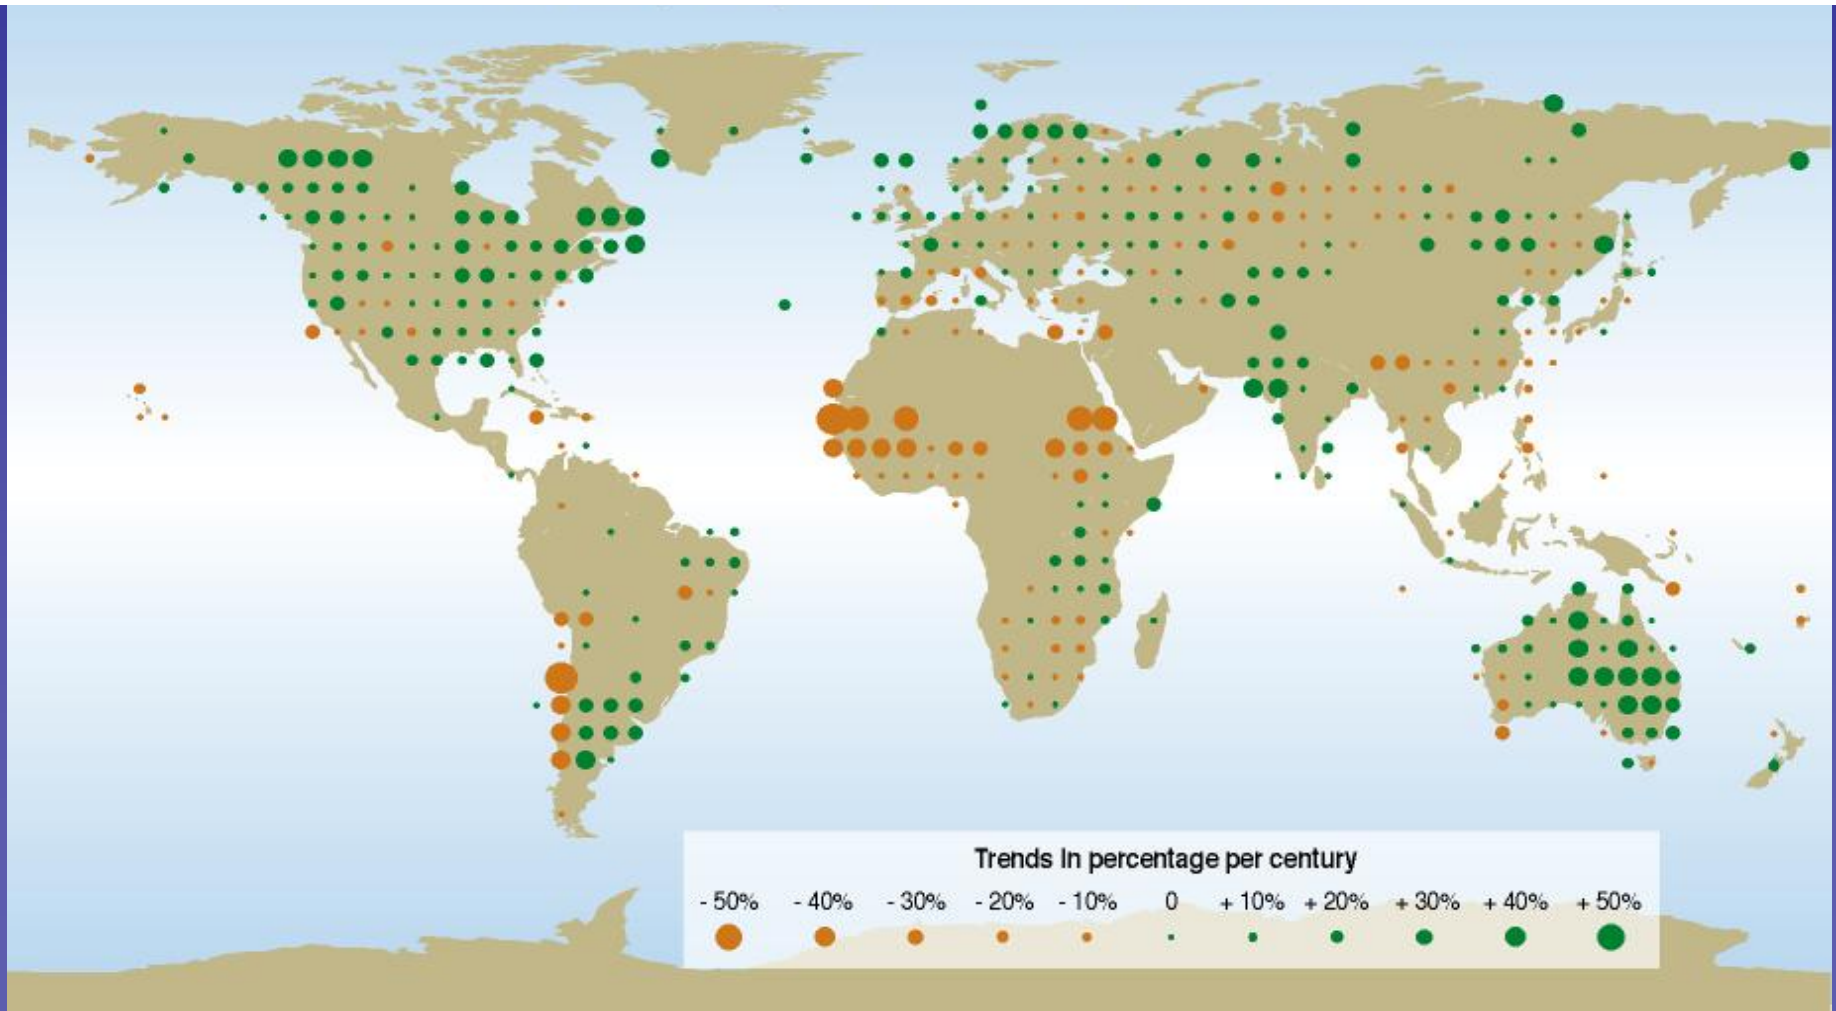 Trends In percentage per century
- 50% - 40% - 30% - 20% - 10% 0 + 10% + 20% + 30% + 40% + 50%